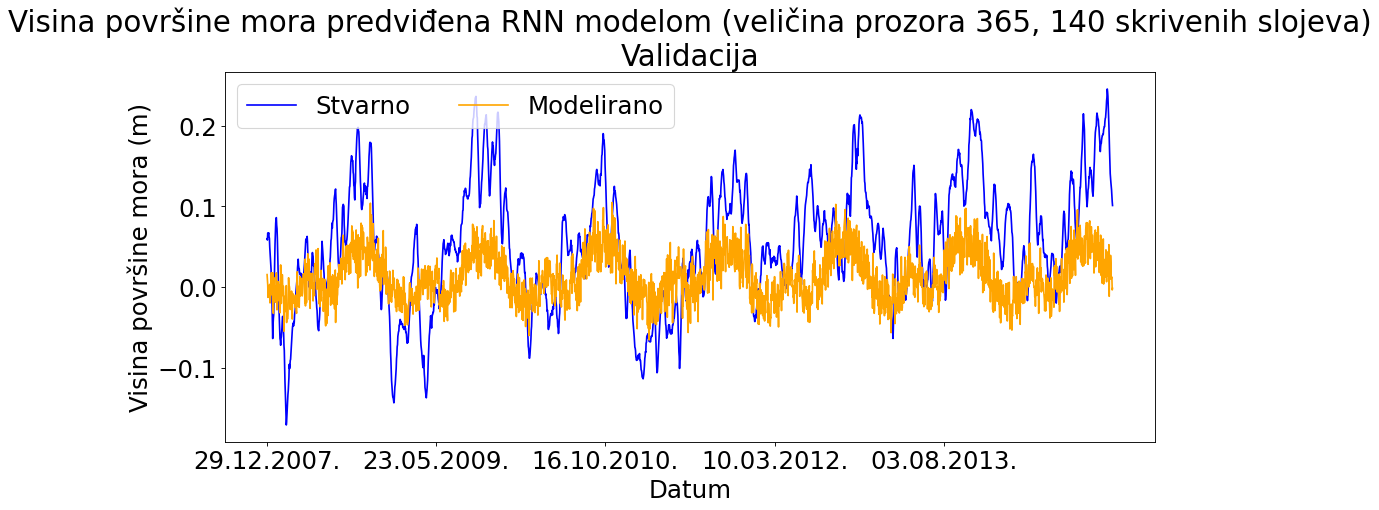 Visina površine mora predviđena RNN modelom (veličina prozora 365, 140 skrivenih slojeva)
Validacija
Stvarno Modelirano
Visina površine mora (m)
0.2
0.1
0.0
−0.1
29.12.2007. 23.05.2009. 16.10.2010. 10.03.2012. 03.08.2013.
Datum